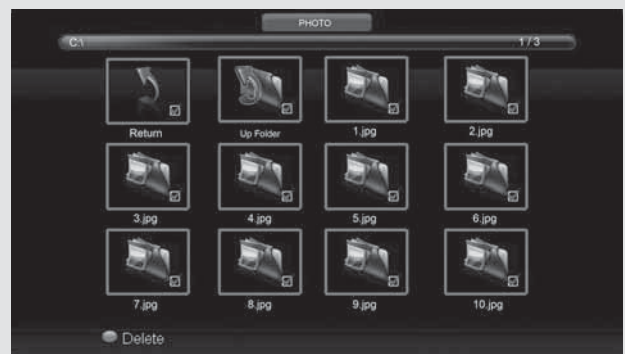 PHOTO
C:\ 1 / 3
Return Up Folder 1.jpg 2.jpg
3.jpg 4.jpg 5.jpg 6.jpg
7.jpg 8.jpg 9.jpg 10.jpg
Delete